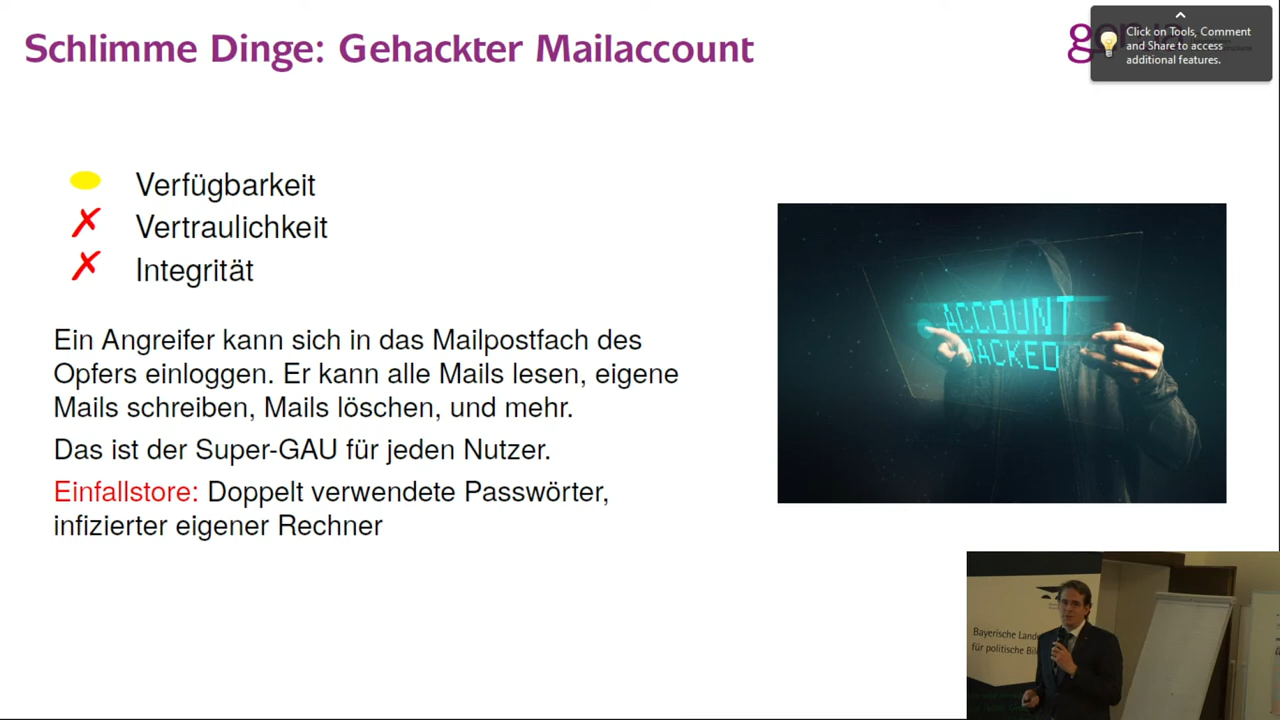 Schlimme Dinge: Gehackter Mailaccount
Click on Tools, Comment
and Share to access
additional features.
Verfügbarkeit
✗ Vertraulichkeit
✗ Integrität
ACCOUNT
HACKED
Ein Angreifer kann sich in das Mailpostfach des
Opfers einloggen. Er kann alle Mails lesen, eigene
Mails schreiben, Mails löschen, und mehr.
Das ist der Super-GAU für jeden Nutzer.
Einfallstore: Doppelt verwendete Passwörter,
infizierter eigener Rechner
Bayerische
für politische